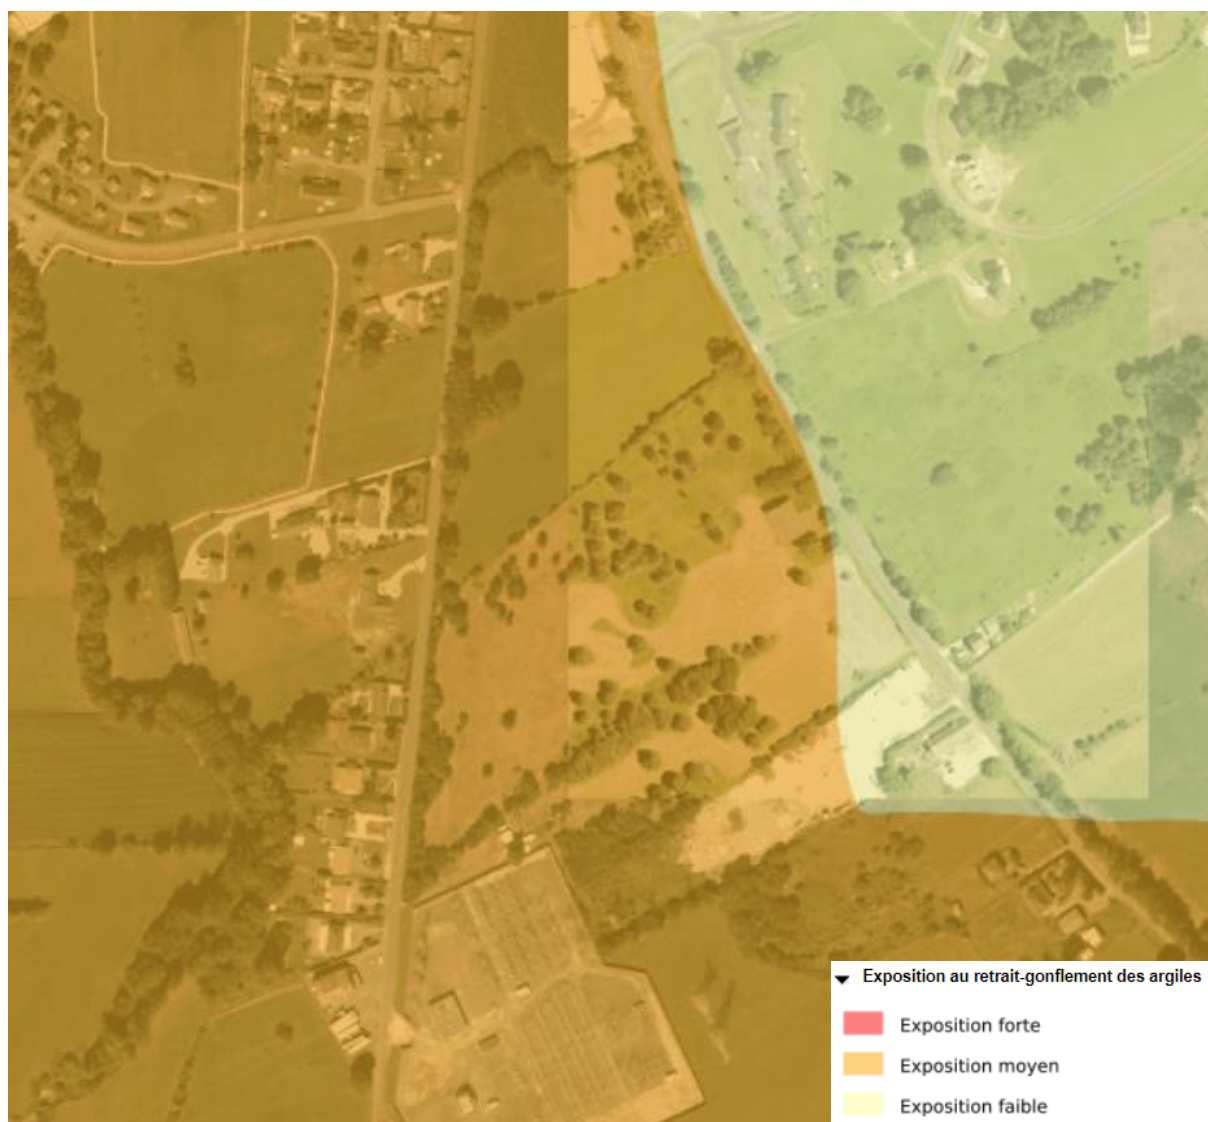 Exposition au retrait-gonflement des argiles
Exposition forte
Exposition moyen
Exposition faible